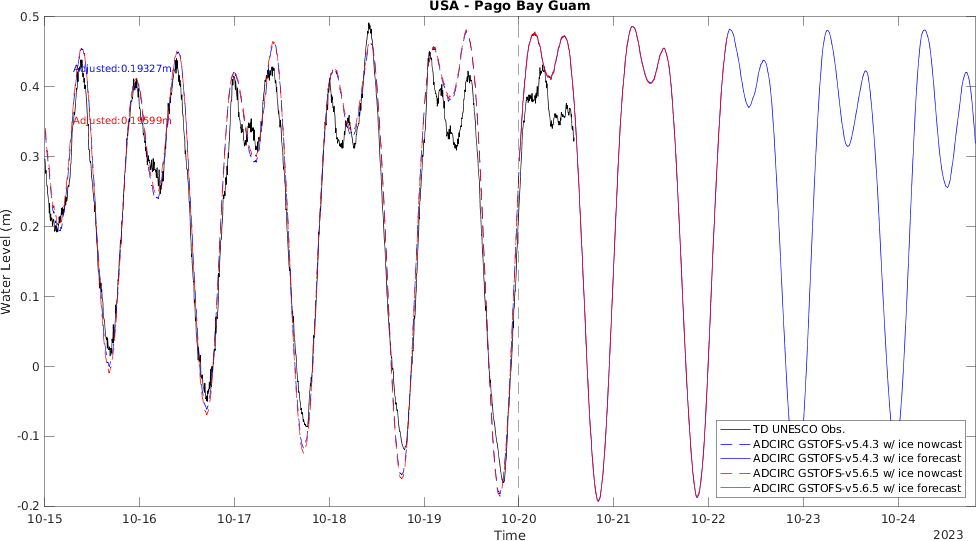 USA - Pago Bay Guam
0.5
0.4
0.3
0.2
0.1
0
-0.1
-0.2
Water Level (m)
Adjusted:0.19327m
Adjusted:0.19599m
TD UNESCO Obs.
ADCIRC GSTOFS-v5.4.3 w/ ice nowcast
ADCIRC GSTOFS-v5.4.3 w/ ice forecast
ADCIRC GSTOFS-v5.6.5 w/ ice nowcast
ADCIRC GSTOFS-v5.6.5 w/ ice forecast
10-15 10-16 10-17 10-18 10-19 10-20 10-21 10-22 10-23 10-24
Time
2023